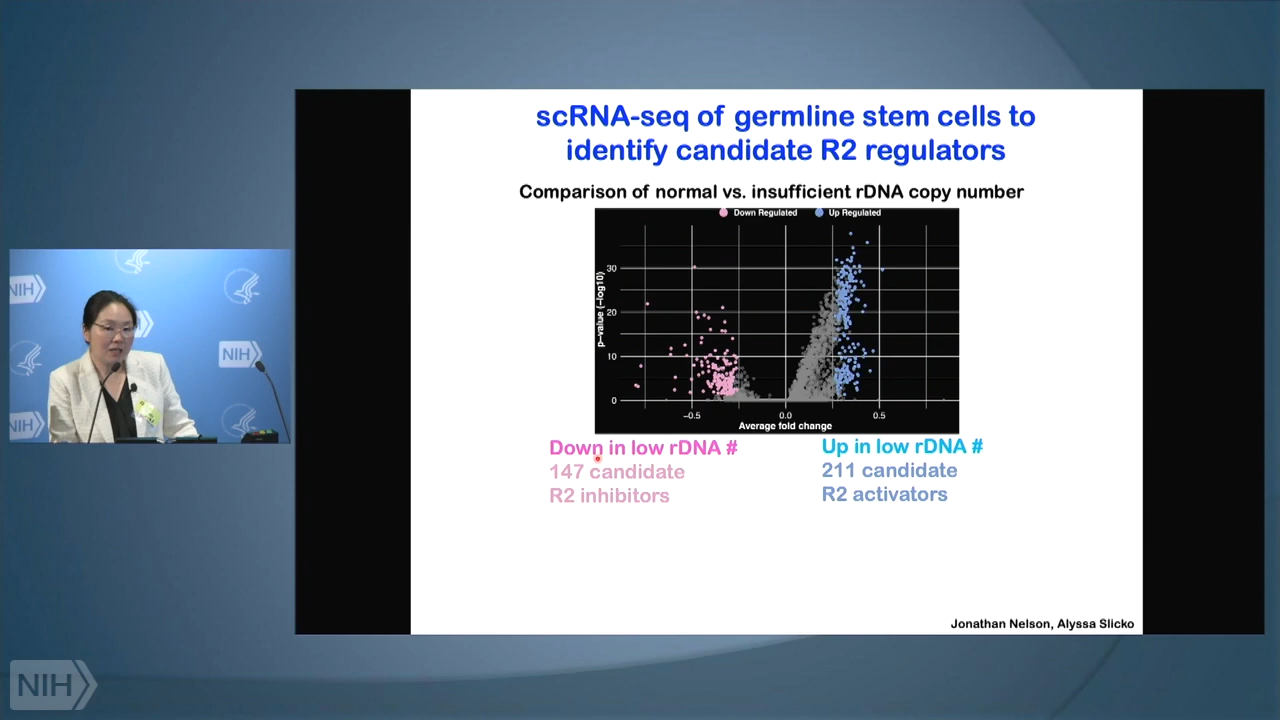 scRNA-seq of germline stem cells to
identify candidate R2 regulators
Comparison of normal vs. insufficient rDNA copy number
Down Regulated
Up Regulated
p-value (-log10)
30
20
10
0
-0.5
0.0
0.5
Average fold change
Down in low rDNA #
147 candidate
R2 inhibitors
Up in low rDNA #
211 candidate
R2 activators
Jonathan Nelson, Alyssa Slicko
NIH
NIH
NIH
NIH